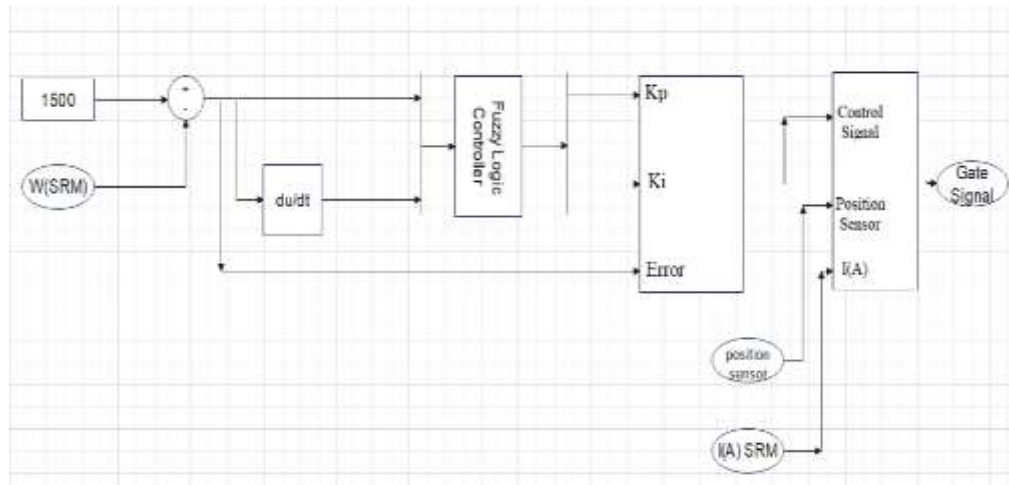 1500
+
-
W(SRM)
du/dt
Fuzzy Logic
Controller
Kp
Ki
Error
Control
Signal
Position
Sensor
I(A)
Gate
Signal
position
sensor
I(A) SRM